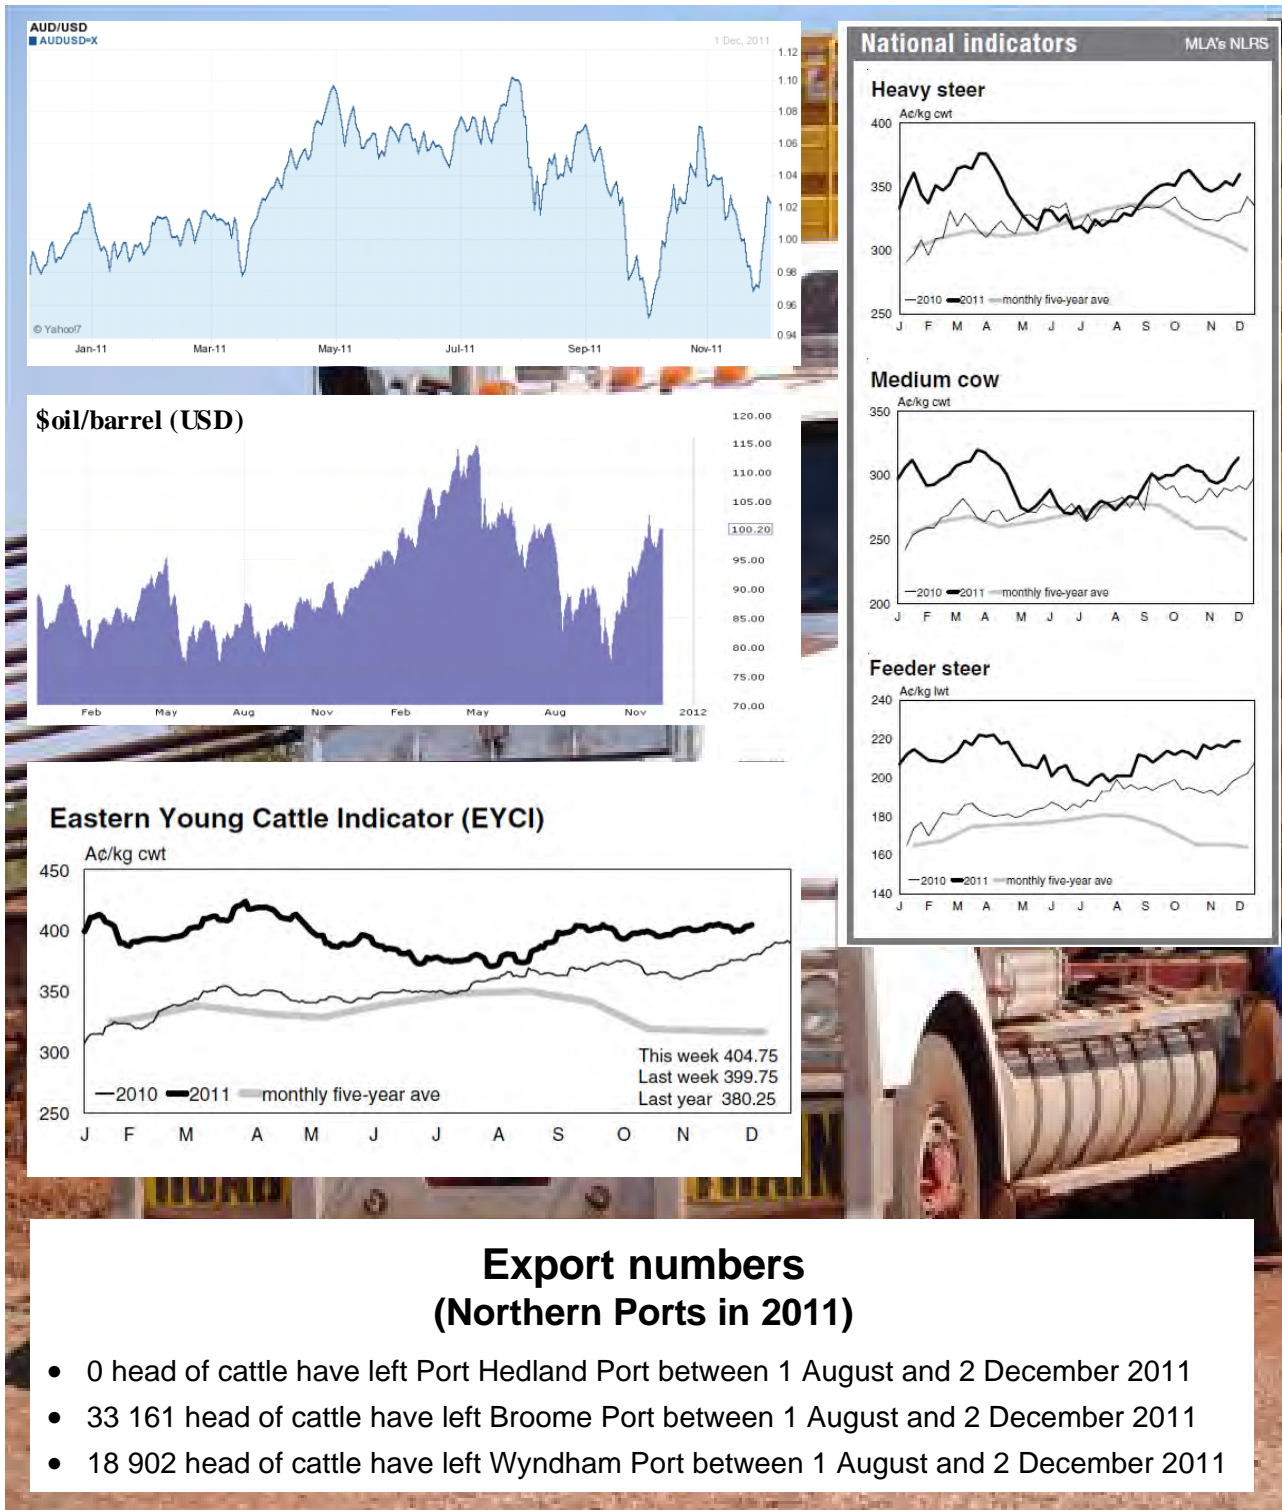 AUD/USD
AUDUSD=X
1 Dec, 2011
1.12
1.10
1.08
1.06
1.04
1.02
1.00
0.98
0.96
0.94
© Yahoo!7
Jan-11 Mar-11 May-11 Jul-11 Sep-11 Nov-11
$oil/barrel (USD)
120.00
115.00
110.00
105.00
100.20
95.00
90.00
85.00
80.00
75.00
70.00
Feb May Aug Nov Feb May Aug Nov 2012
Eastern Young Cattle Indicator (EYCI)
A¢/kg cwt
450
400
350
300
250
This week 404.75
Last week 399.75
Last year 380.25
2010 2011 monthly five-year ave
J F M A M J J A S O N D
National indicators MLA's NLRS
Heavy steer
A¢/kg cwt
400
350
300
250
2010 2011 monthly five-year ave
J F M A M J J A S O N D
Medium cow
A¢/kg cwt
350
300
250
200
2010 2011 monthly five-year ave
J F M A M J J A S O N D
Feeder steer
A¢/kg lwt
240
220
200
180
160
140
2010 2011 monthly five-year ave
J F M A M J J A S O N D
Export numbers
(Northern Ports in 2011)
• 0 head of cattle have left Port Hedland Port between 1 August and 2 December 2011
• 33 161 head of cattle have left Broome Port between 1 August and 2 December 2011
• 18 902 head of cattle have left Wyndham Port between 1 August and 2 December 2011